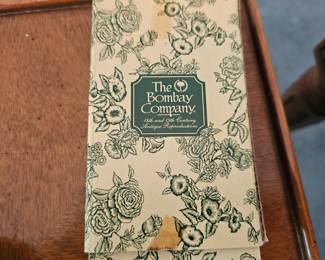 The
Bombay
Company
18th and 19th Century
Antique Reproductions